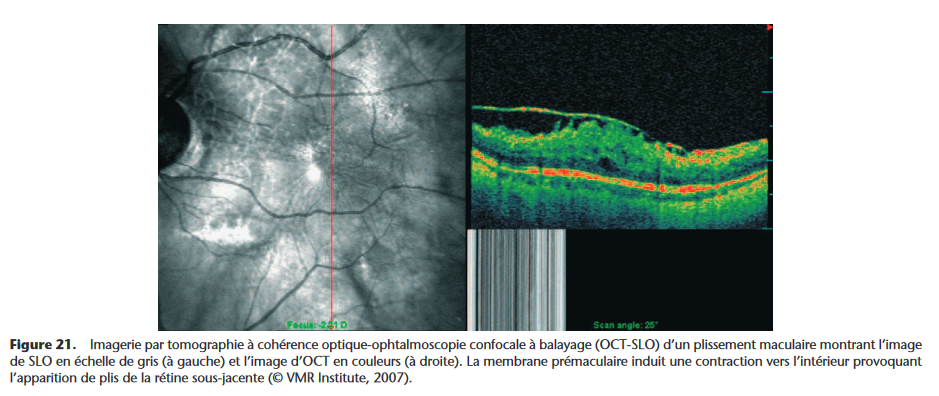 Focus: -2.31 D
Scan angle: 25°
Figure 21. Imagerie par tomographie à cohérence optique-ophtalmoscopie confocale à balayage (OCT-SLO) d’un plissement maculaire montrant l’image
de SLO en échelle de gris (à gauche) et l’image d’OCT en couleurs (à droite). La membrane prémaculaire induit une contraction vers l’intérieur provoquant
l’apparition de plis de la rétine sous-jacente (© VMR Institute, 2007).